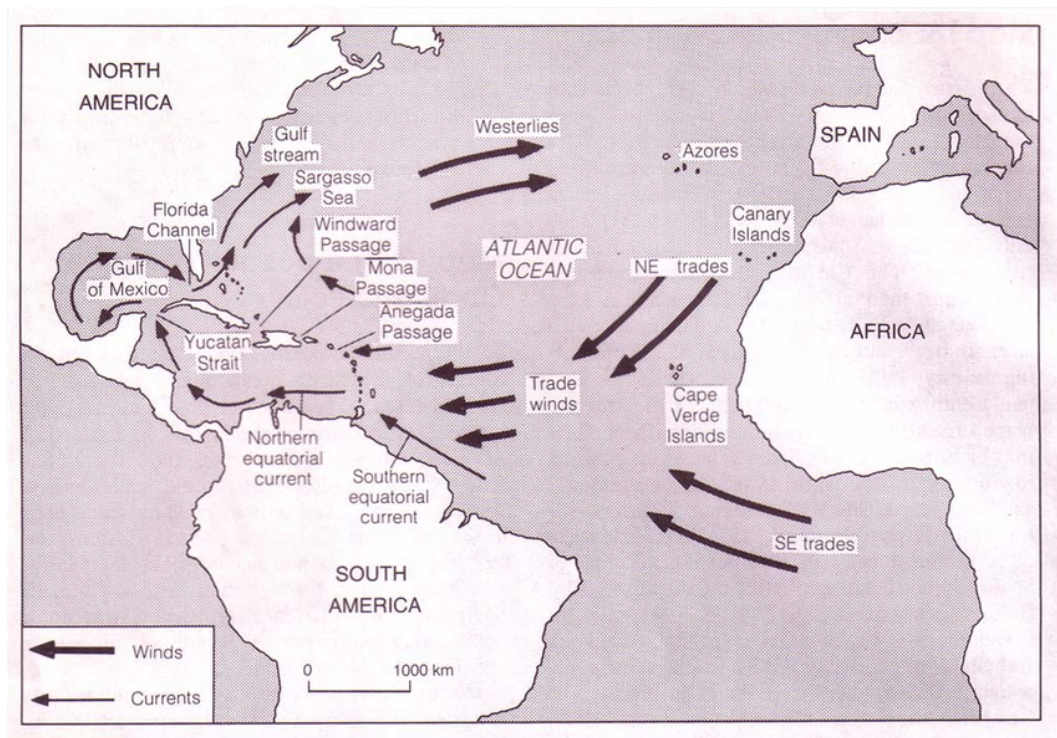 NORTH
AMERICA
Gulf
stream
Sargasso
Sea
Westerlies
Azores
SPAIN
Florida
Channel
Windward
Passage
Canary
Islands
Gulf
of Mexico
Mona
Passage
ATLANTIC
OCEAN
NE trades
Anegada
Passage
AFRICA
Yucatan
Strait
Trade
winds
Cape
Verde
Islands
Northern
equatorial
current
Southern
equatorial
current
SE trades
SOUTH
AMERICA
Winds
Currents
0 1000 km